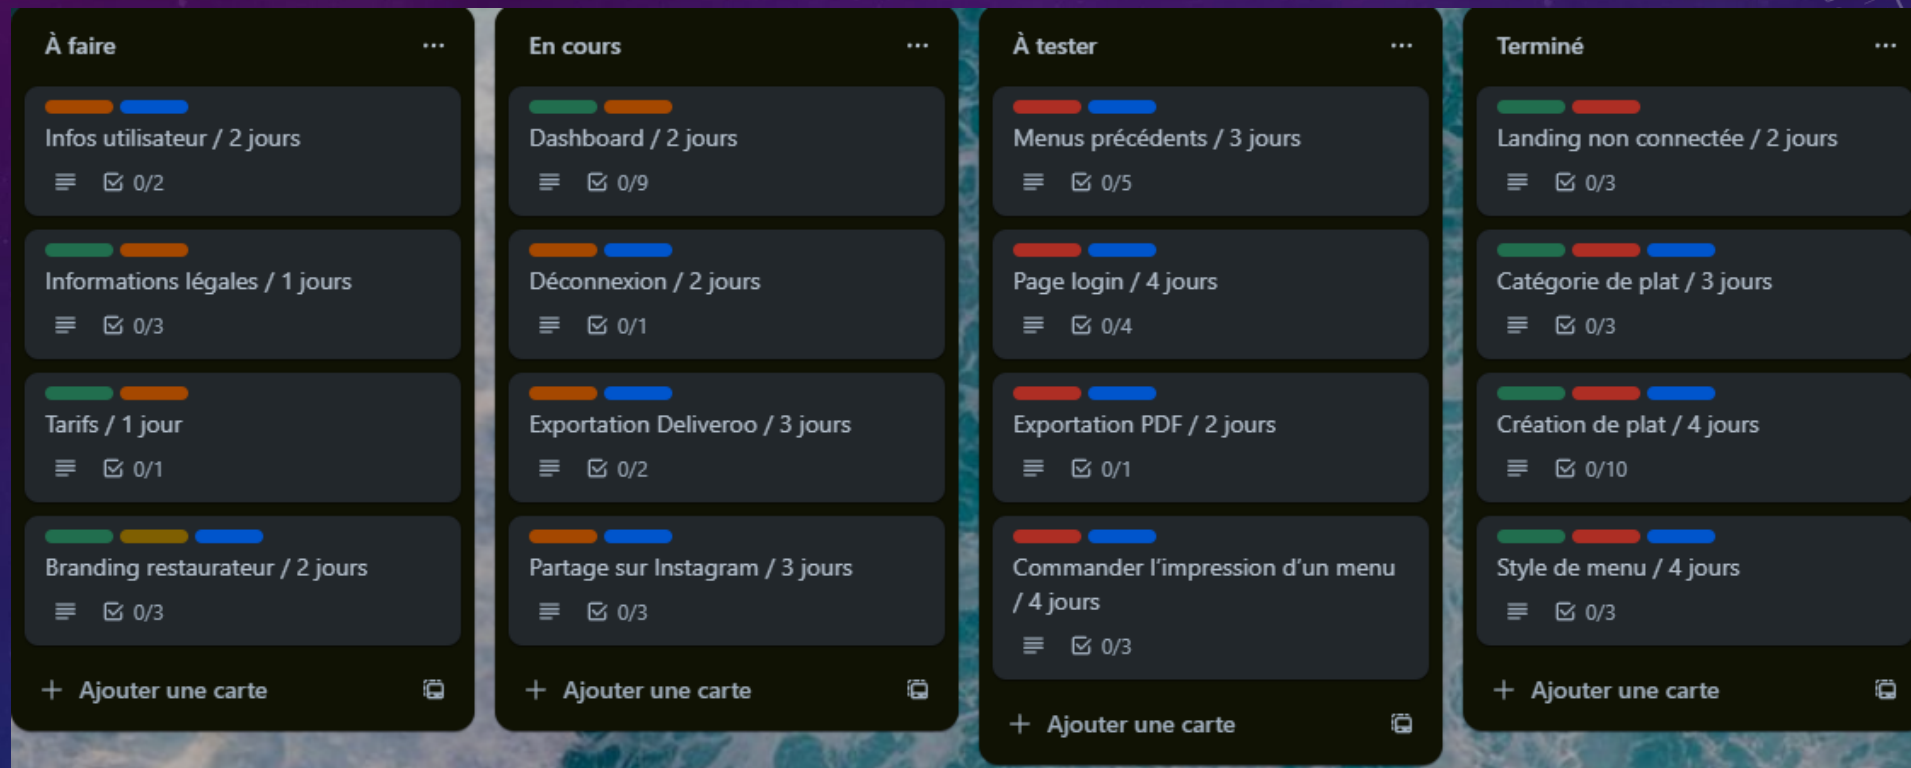 À faire
Infos utilisateur / 2 jours
0/2
Informations légales / 1 jours
0/3
Tarifs / 1 jour
0/1
Branding restaurateur / 2 jours
0/3
+ Ajouter une carte
En cours
Dashboard / 2 jours
0/9
Déconnexion / 2 jours
0/1
Exportation Deliveroo / 3 jours
0/2
Partage sur Instagram / 3 jours
0/3
+ Ajouter une carte
À tester
Menus précédents / 3 jours
0/5
Page login / 4 jours
0/4
Exportation PDF / 2 jours
0/1
Commander l'impression d'un menu
/ 4 jours
0/3
+ Ajouter une carte
Terminé
Landing non connectée / 2 jours
0/3
Catégorie de plat / 3 jours
0/3
Création de plat / 4 jours
0/10
Style de menu / 4 jours
0/3
+ Ajouter une carte